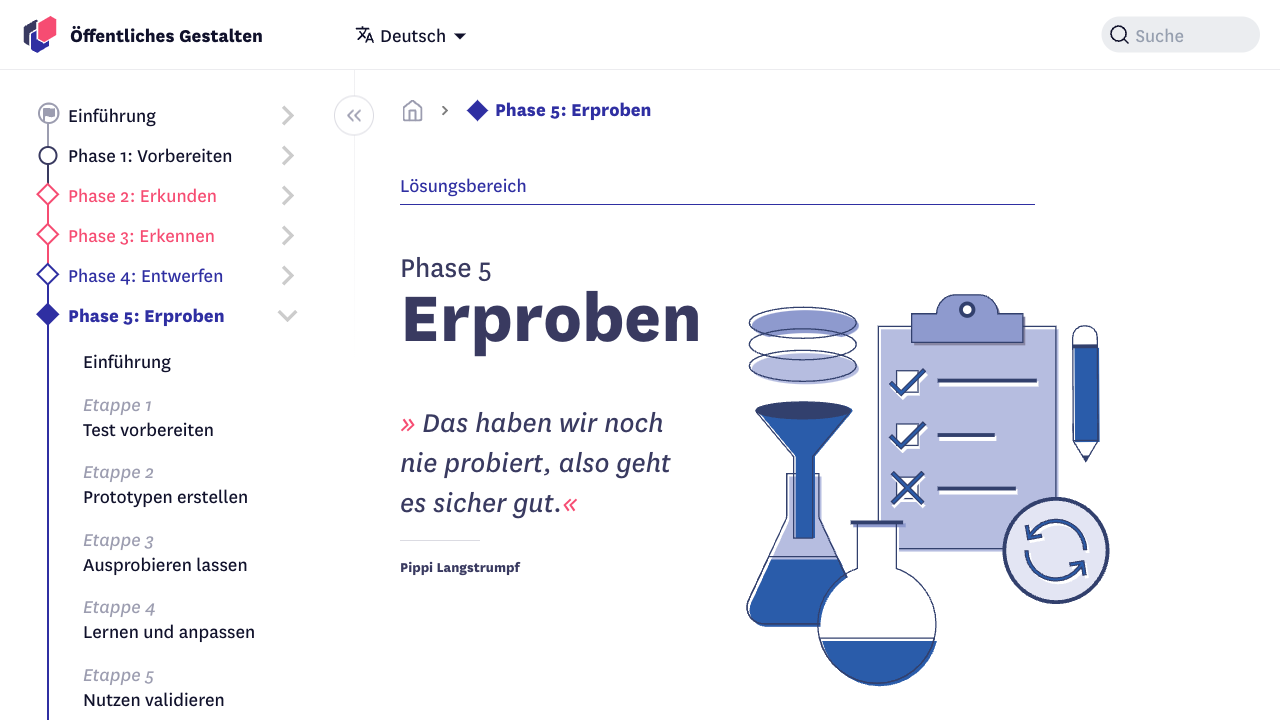 Öffentliches Gestalten
Deutsch
Suche
Einführung
Phase 1: Vorbereiten
Phase 2: Erkunden
Phase 3: Erkennen
Phase 4: Entwerfen
Phase 5: Erproben
Einführung
Etappe 1
Test vorbereiten
Etappe 2
Prototypen erstellen
Etappe 3
Ausprobieren lassen
Etappe 4
Lernen und anpassen
Etappe 5
Nutzen validieren
Phase 5: Erproben
Lösungsbereich
Phase 5
Erproben
» Das haben wir noch
nie probiert, also geht
es sicher gut.«
Pippi Langstrumpf